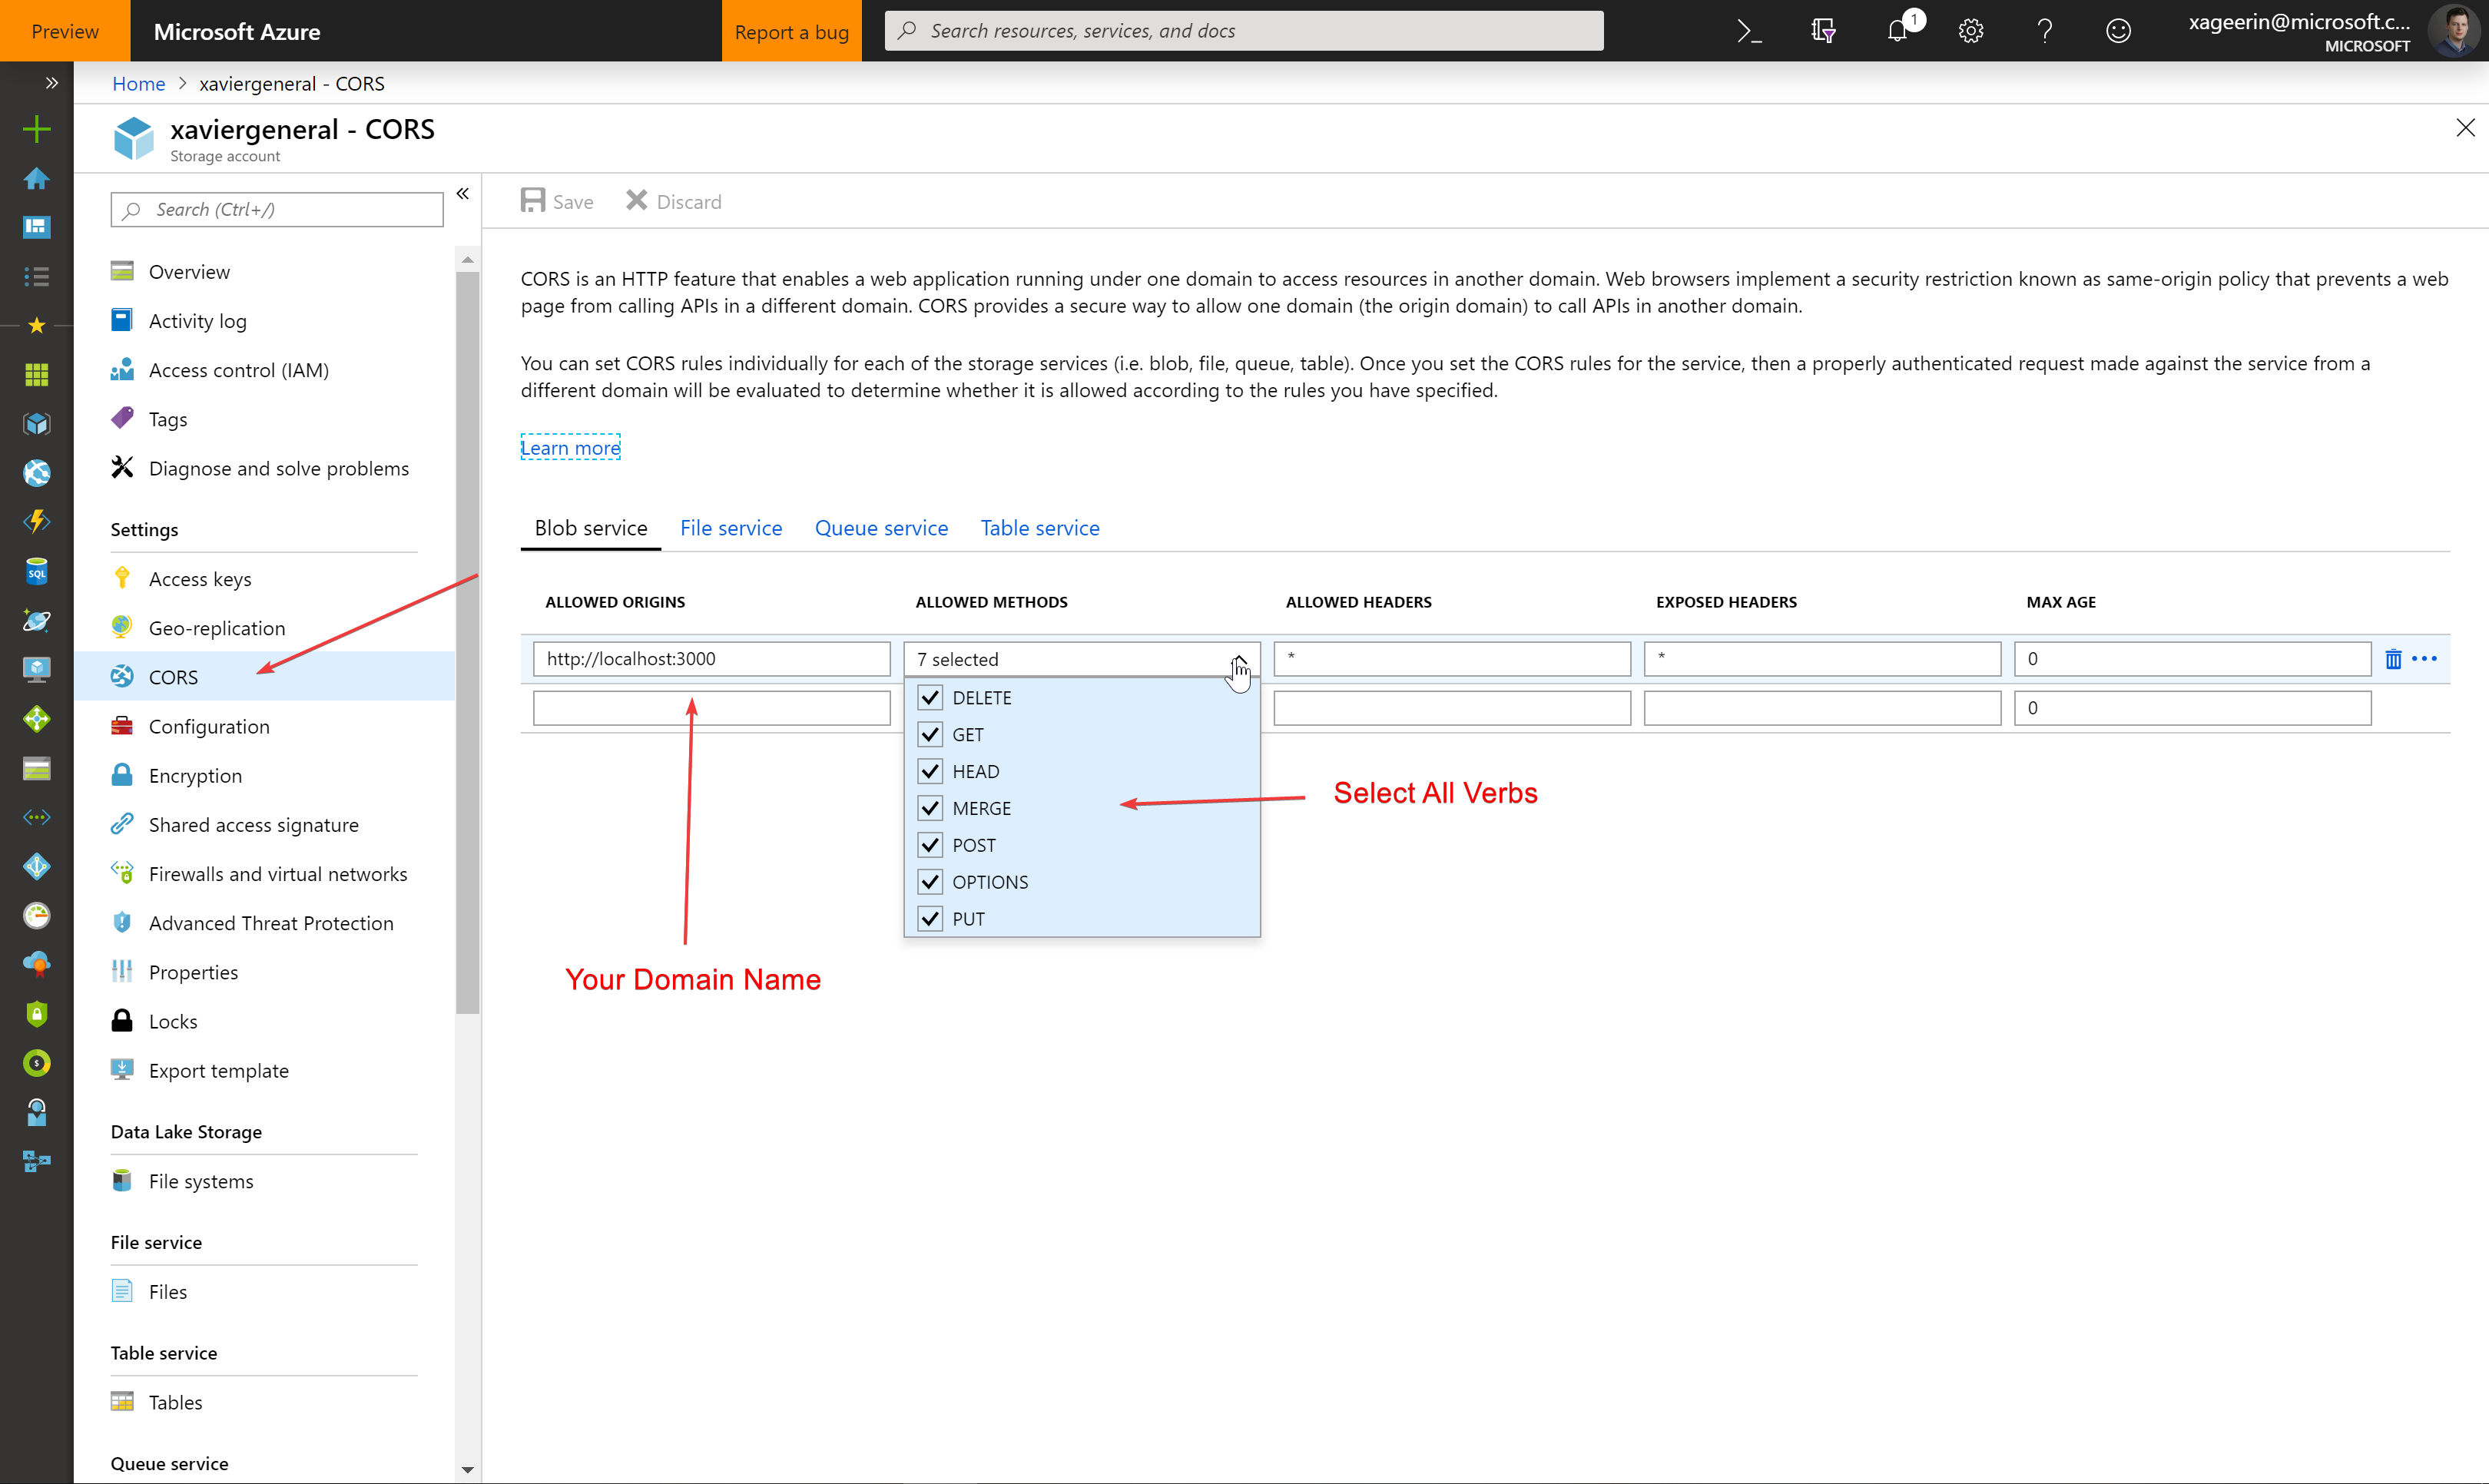 Preview
Microsoft Azure
Report a bug
Search resources, services, and docs
1
xageerin@microsoft.c...
MICROSOFT
Home > xaviergeneral - CORS
xaviergeneral - CORS
Storage account
Search (Ctrl+/)
Overview
Activity log
Access control (IAM)
Tags
Diagnose and solve problems
Settings
Access keys
Geo-replication
CORS
Configuration
Encryption
Shared access signature
Firewalls and virtual networks
Advanced Threat Protection
Properties
Locks
Export template
Data Lake Storage
File systems
File service
Files
Table service
Tables
Queue service
SQL
Save
Discard
CORS is an HTTP feature that enables a web application running under one domain to access resources in another domain. Web browsers implement a security restriction known as same-origin policy that prevents a web
page from calling APIs in a different domain. CORS provides a secure way to allow one domain (the origin domain) to call APIs in another domain.
You can set CORS rules individually for each of the storage services (i.e. blob, file, queue, table). Once you set the CORS rules for the service, then a properly authenticated request made against the service from a
different domain will be evaluated to determine whether it is allowed according to the rules you have specified.
Learn more
Blob service
File service
Queue service
Table service
ALLOWED ORIGINS
ALLOWED METHODS
ALLOWED HEADERS
EXPOSED HEADERS
MAX AGE
http://localhost:3000
7 selected
*
*
0
0
DELETE
GET
HEAD
MERGE
POST
OPTIONS
PUT
Select All Verbs
Your Domain Name